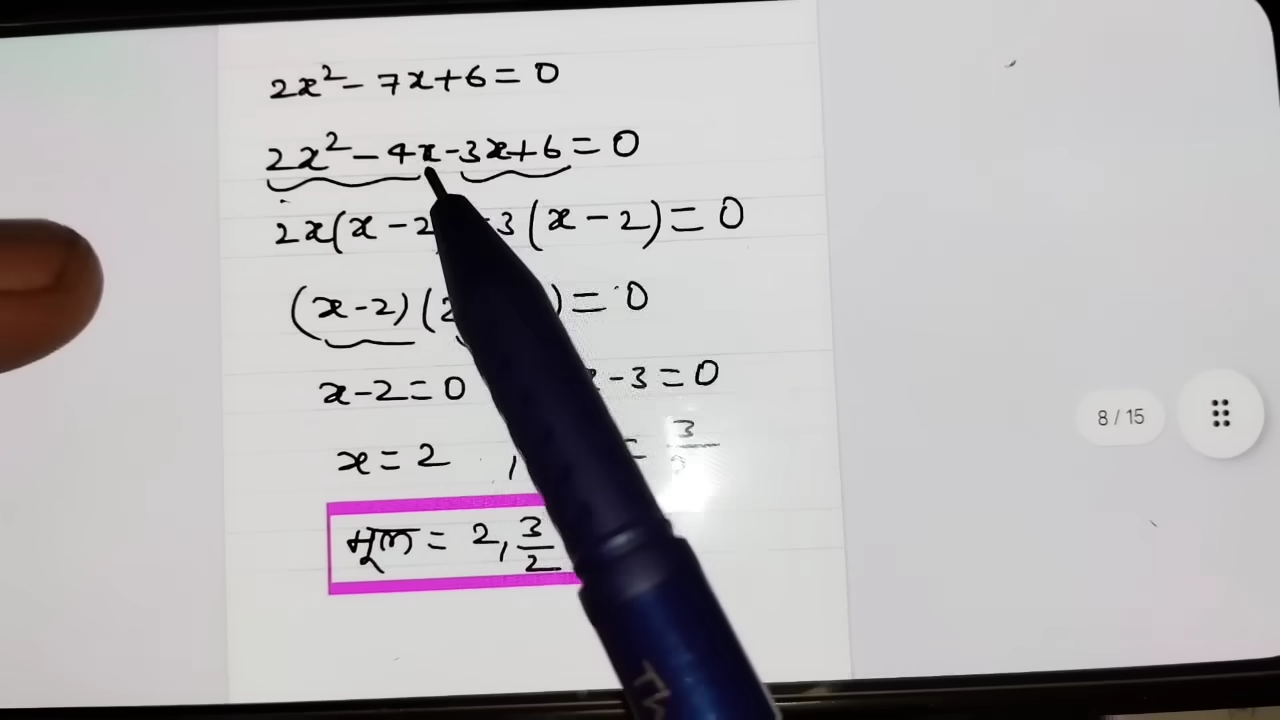 2x² - 7x + 6 = 0
2x² - 4x - 3x + 6 = 0
2x(x - 2 3(x - 2) = 0
(x - 2)( ) = 0
x - 2 = 0 - 3 = 0
x = 2 , = 3
मूल = 2, 3/2
8 / 15